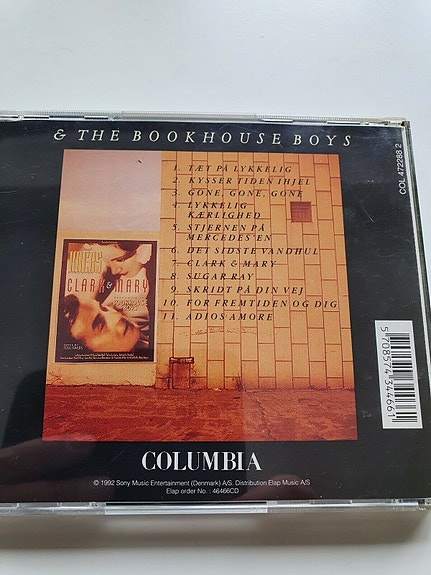 & THE BOOKHOUSE BOYS
COL 472288 2
1. TÆT PÅ LYKKELIG
2. KYSSER TIDEN IHJEL
3. GONE, GONE, GONE
4. LYKKELIG
KÆRLIGHED
5. STJERNEN PÅ
MERCEDES'EN
6. DET SIDSTE VANDHUL
7. CLARK & MARY
8. SUGAR RAY
9. SKRIDT PÅ DIN VEJ
10. FOR FREMTIDEN OG DIG
11. ADIOS AMORE
CLARK & MARY
5708574344661
COLUMBIA
© 1992 Sony Music Entertainment (Denmark) A/S. Distribution Elap Music A/S
Elap order No. : 46466CD